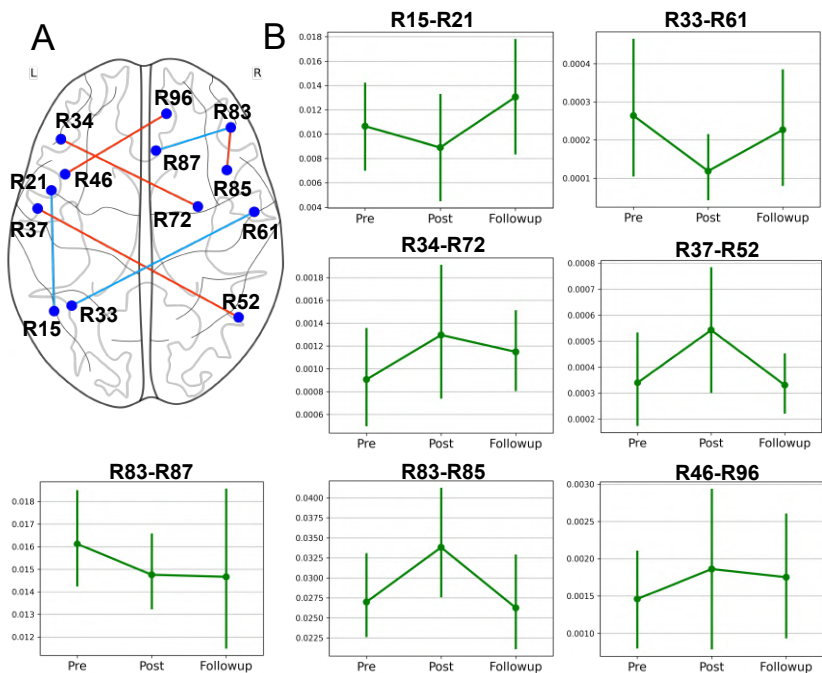 A
L
R
R96
R83
R34
R87
R46
R85
R21
R72
R37
R61
R33
R52
R15
B
R15-R21
0.018
0.016
0.014
0.012
0.010
0.008
0.006
0.004
Pre
Post
Followup
R33-R61
0.0004
0.0003
0.0002
0.0001
Pre
Post
Followup
R34-R72
0.0018
0.0016
0.0014
0.0012
0.0010
0.0008
0.0006
Pre
Post
Followup
R37-R52
0.0008
0.0007
0.0006
0.0005
0.0004
0.0003
0.0002
Pre
Post
Followup
R83-R87
0.018
0.017
0.016
0.015
0.014
0.013
0.012
Pre
Post
Followup
R83-R85
0.0400
0.0375
0.0350
0.0325
0.0300
0.0275
0.0250
0.0225
Pre
Post
Followup
R46-R96
0.0030
0.0025
0.0020
0.0015
0.0010
Pre
Post
Followup